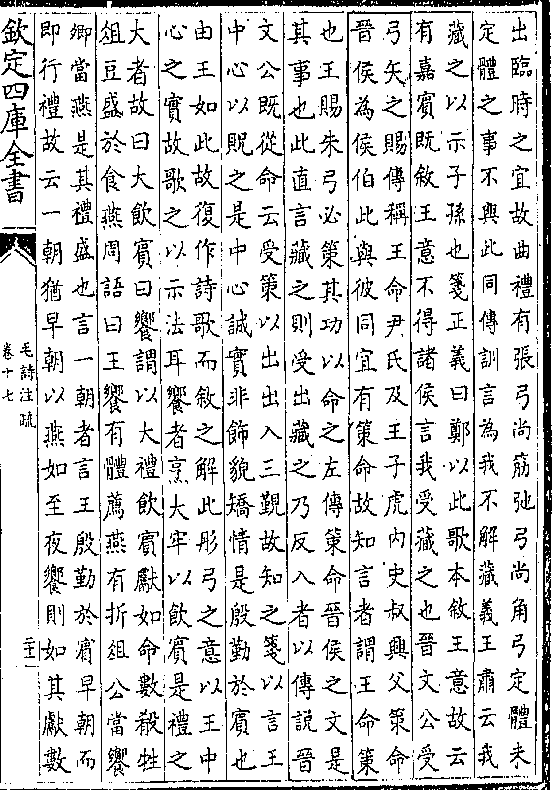 出臨時之宜故曲禮有張弓尚筋弛弓尚角弓定體未
定體之事不與此同傳訓言為我不解藏義王肅云我
藏之以示子孫也箋正義曰鄭以此歌本敘王意故云
有嘉賓既敘王意不得諸侯言我受藏之也晉文公受
弓矢之賜傳稱王命尹氏及王子虎内史叔興父策命
晉侯為侯伯此與彼同宜有策命故知言者謂王命策
也王賜朱弓必策其功以命之左傳策命晉侯之文是
其事也此直言藏之則受出藏之乃反入者以傳説晉
文公既從命云受策以出出入三覲故知之箋以言王
中心以貺之是中心誠實非飾貌矯情是殷勤於賓也
由王如此故復作詩歌而敘之解此彤弓之意以王中
心之實故歌之以示法耳饗者烹大牢以飲賓是禮之
大者故曰大飲賓曰饗謂以大禮飲賓獻如命數殺牲
俎豆盛於食燕周語曰王饗有體薦燕有折俎公當饗
卿當燕是其禮盛也言一朝者言王殷勤於賓早朝而
即行禮故云一朝猶早朝以燕如至夜饗則如其獻數
欽定四庫全書
毛詩注疏
卷十七
二十一